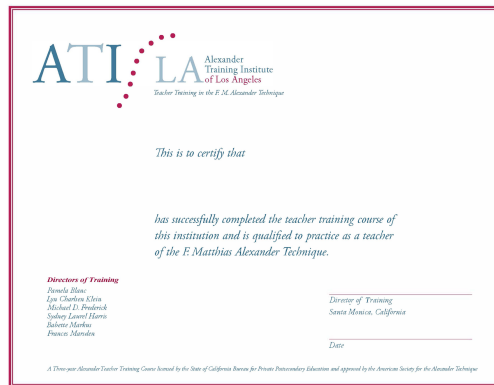 ATI LA
Alexander
Training Institute
of Los Angeles
Teacher Training in the F. M. Alexander Technique
This is to certify that
has successfully completed the teacher training course of
this institution and is qualified to practice as a teacher
of the F. Matthias Alexander Technique.
Directors of Training
Pamela Blanc
Lyn Charlsen Klein
Michael D. Frederick
Sydney Laurel Harris
Babette Markus
Frances Marsden
Director of Training
Santa Monica, California
Date
A Three-year Alexander Teacher Training Course licensed by the State of California Bureau for Private Postsecondary Education and approved by the American Society for the Alexander Technique